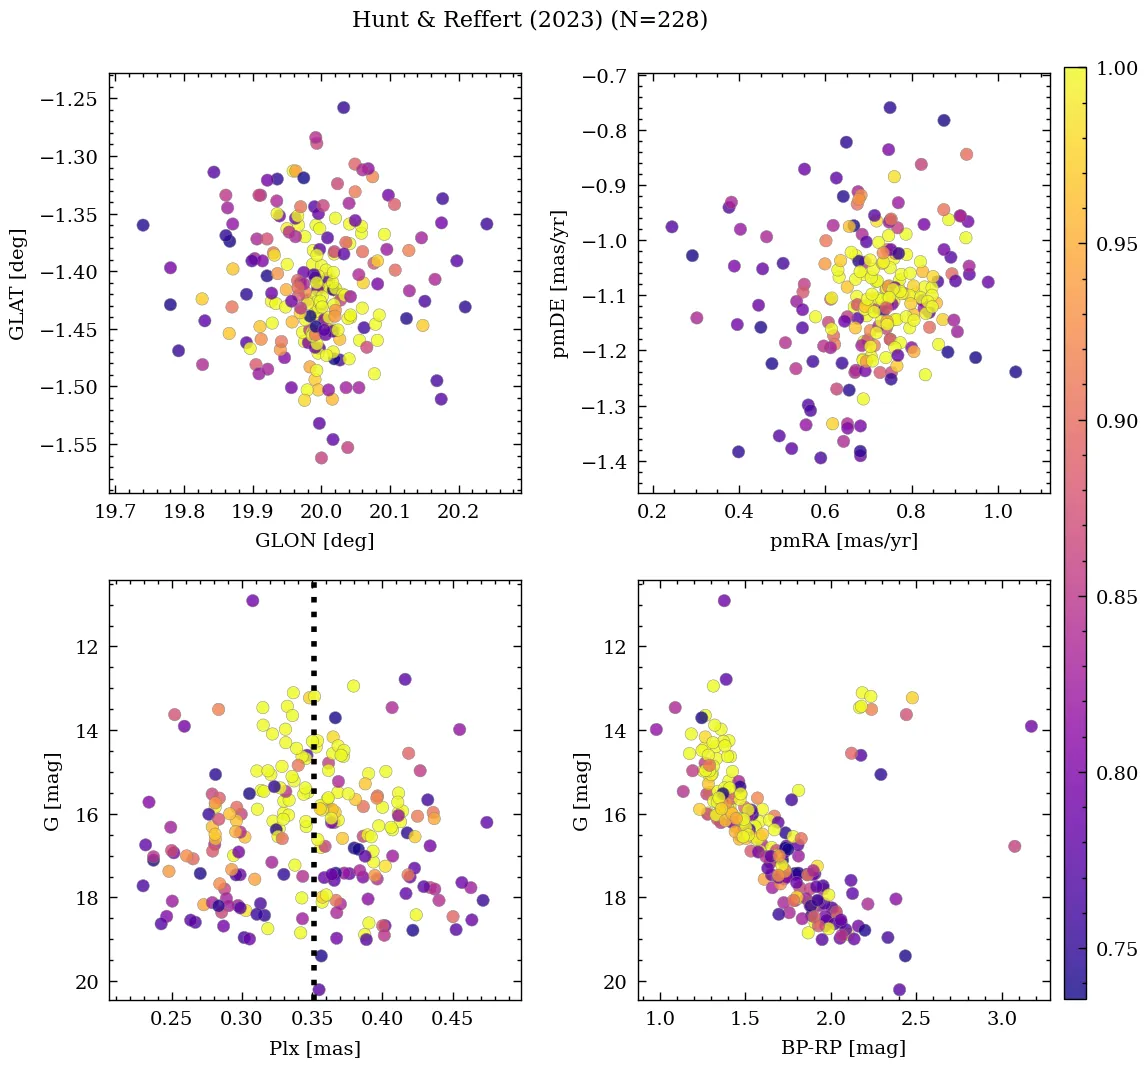 Hunt & Reffert (2023) (N=228)
−1.25
−1.30
−1.35
−1.40
−1.45
−1.50
−1.55
GLAT [deg]
19.7 19.8 19.9 20.0 20.1 20.2
GLON [deg]
−0.7
−0.8
−0.9
−1.0
−1.1
−1.2
−1.3
−1.4
pmDE [mas/yr]
0.2 0.4 0.6 0.8 1.0
pmRA [mas/yr]
12
14
16
18
20
G [mag]
0.25 0.30 0.35 0.40 0.45
Plx [mas]
12
14
16
18
20
G [mag]
1.0 1.5 2.0 2.5 3.0
BP-RP [mag]
1.00
0.95
0.90
0.85
0.80
0.75